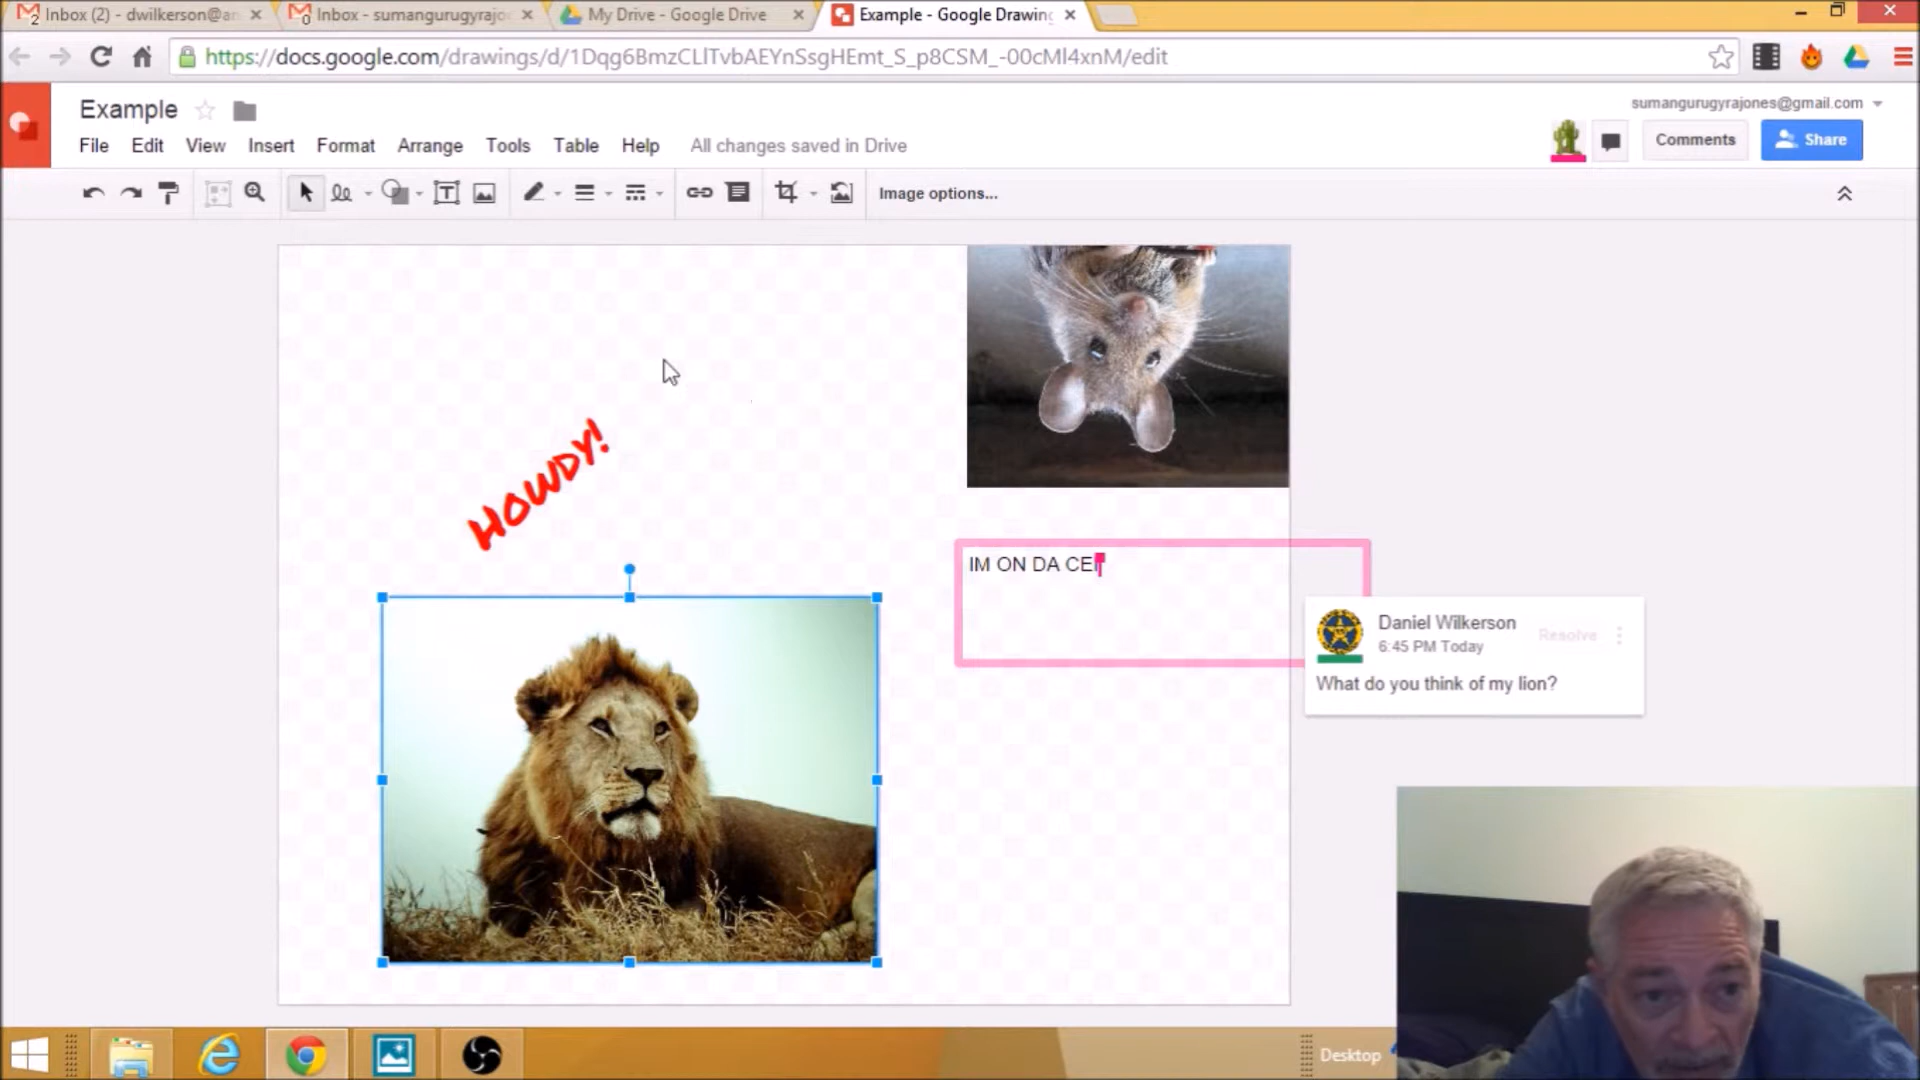 Inbox (2) - dwilkerson@a
Inbox - sumangurugyrajo
My Drive - Google Drive
Example - Google Drawing
https://docs.google.com/drawings/d/1Dqg6BmzCLlTvbAEYnSsgHEmt_S_p8CSM_-00cMl4xnM/edit
Example
sumangurugyrajones@gmail.com
File Edit View Insert Format Arrange Tools Table Help All changes saved in Drive
Comments
Share
Image options...
HOWDY!
IM ON DA CEI
Daniel Wilkerson
Resolve
6:45 PM Today
What do you think of my lion?
Desktop